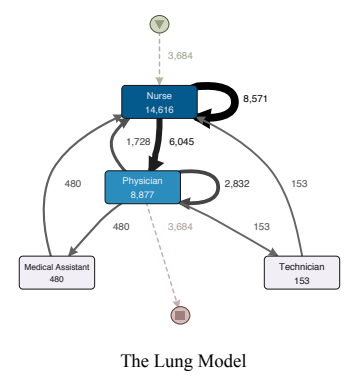 3,684
Nurse
14,616
8,571
1,728
6,045
Physician
8,877
2,832
480
153
480
3,684
153
Medical Assistant
480
Technician
153
The Lung Model